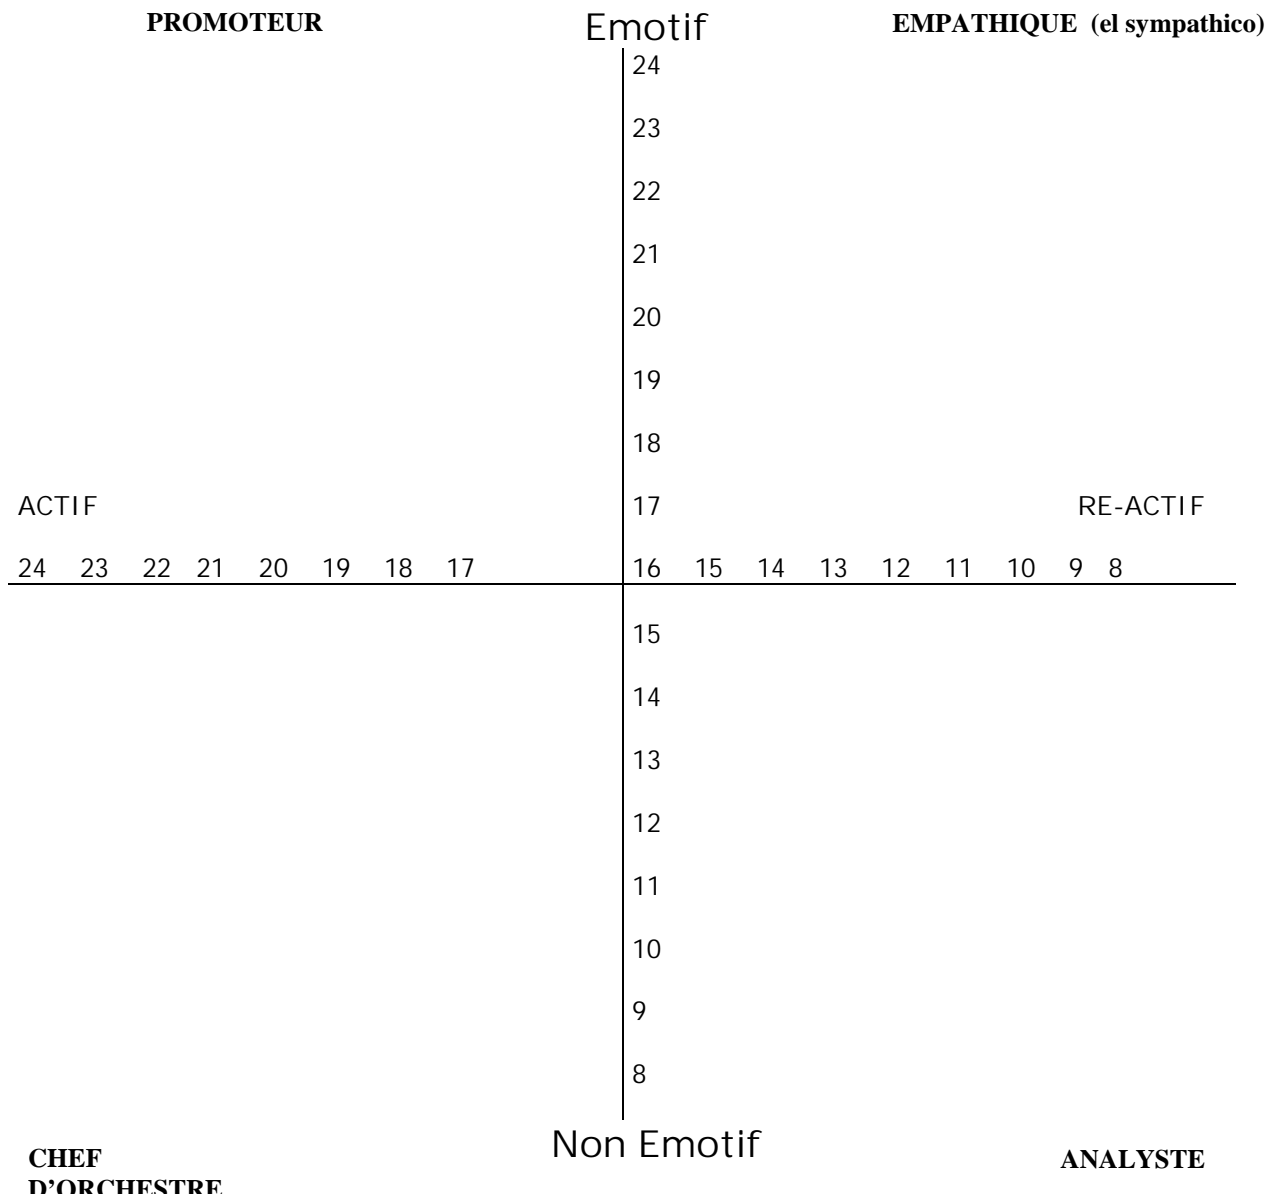 PROMOTEUR Emotif EMPATHIQUE (el sympathico)
24
23
22
21
20
19
18
ACTIF 17 RE-ACTIF
24 23 22 21 20 19 18 17 16 15 14 13 12 11 10 9 8
15
14
13
12
11
10
9
8
Non Emotif
CHEF ANALYSTE
D'ORCHESTRE